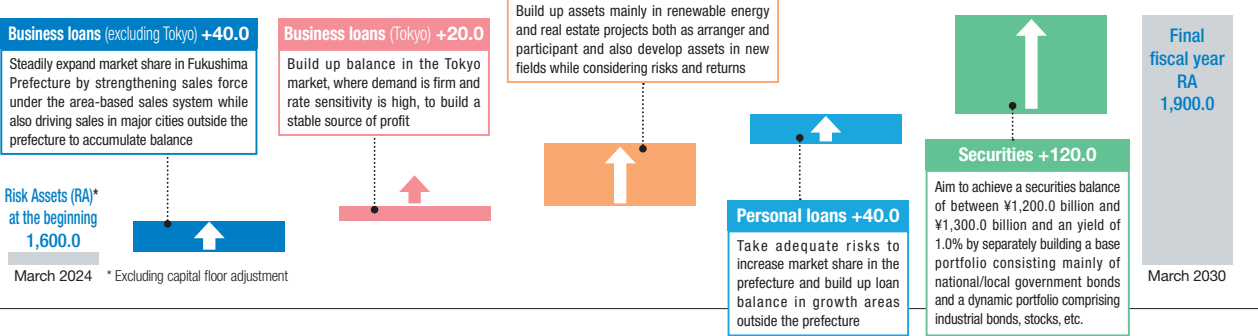 Business loans (excluding Tokyo) +40.0
Steadily expand market share in Fukushima
Prefecture by strengthening sales force
under the area-based sales system while
also driving sales in major cities outside the
prefecture to accumulate balance
Risk Assets (RA)*
at the beginning
1,600.0
March 2024
* Excluding capital floor adjustment
Business loans (Tokyo) +20.0
Build up balance in the Tokyo
market, where demand is firm and
rate sensitivity is high, to build a
stable source of profit
Build up assets mainly in renewable energy
and real estate projects both as arranger and
participant and also develop assets in new
fields while considering risks and returns
Personal loans +40.0
Take adequate risks to
increase market share in the
prefecture and build up loan
balance in growth areas
outside the prefecture
Securities +120.0
Aim to achieve a securities balance
of between ¥1,200.0 billion and
¥1,300.0 billion and an yield of
1.0% by separately building a base
portfolio consisting mainly of
national/local government bonds
and a dynamic portfolio comprising
industrial bonds, stocks, etc.
Final
fiscal year
RA
1,900.0
March 2030